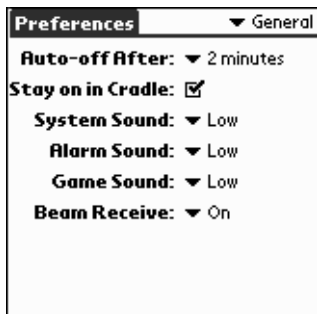 Preferences General
Auto-off After: 2 minutes
Stay on in Cradle:
System Sound: Low
Alarm Sound: Low
Game Sound: Low
Beam Receive: On